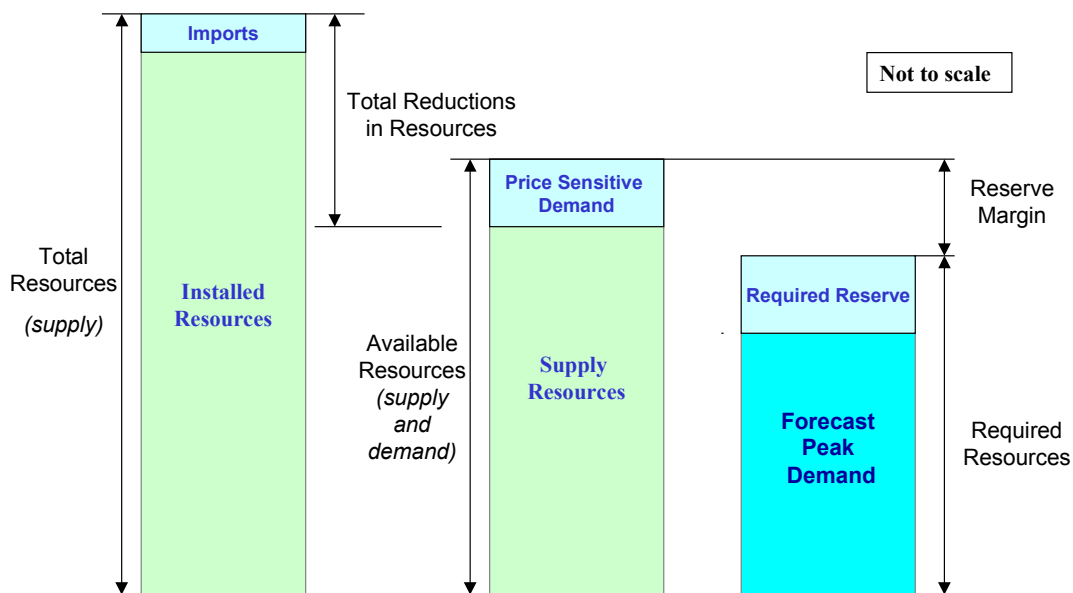 Imports
Not to scale
Total Reductions
in Resources
Price Sensitive
Demand
Reserve
Margin
Total
Resources
(supply)
Installed
Resources
Required Reserve
Available
Resources
(supply
and
demand)
Supply
Resources
Forecast
Peak
Demand
Required
Resources